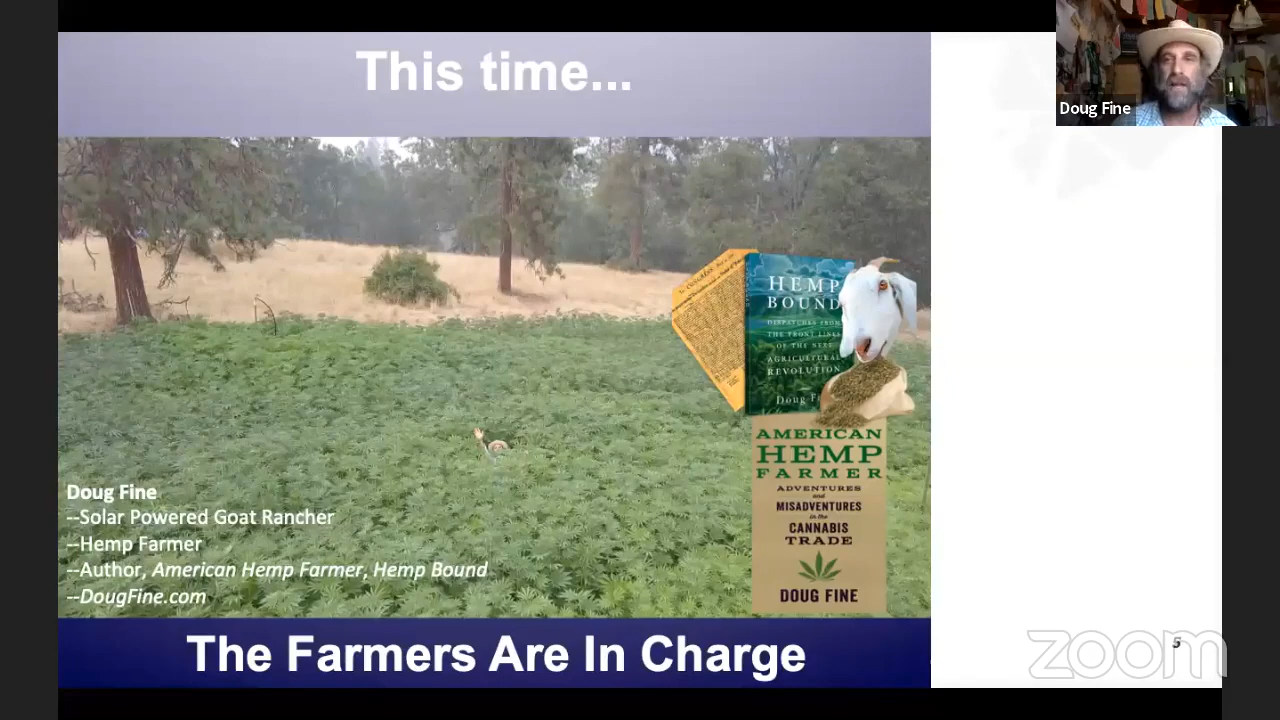 This time...
Doug Fine
HEMP
BOUND
DISPATCHES FROM
THE FRONT LINES
OF THE NEXT
AGRICULTURAL
REVOLUTION
Doug
AMERICAN
HEMP
FARMER
ADVENTURES
and
MISADVENTURES
in the
CANNABIS
TRADE
DOUG FINE
Doug Fine
--Solar Powered Goat Rancher
--Hemp Farmer
--Author, American Hemp Farmer, Hemp Bound
--DougFine.com
The Farmers Are In Charge
5
zoom